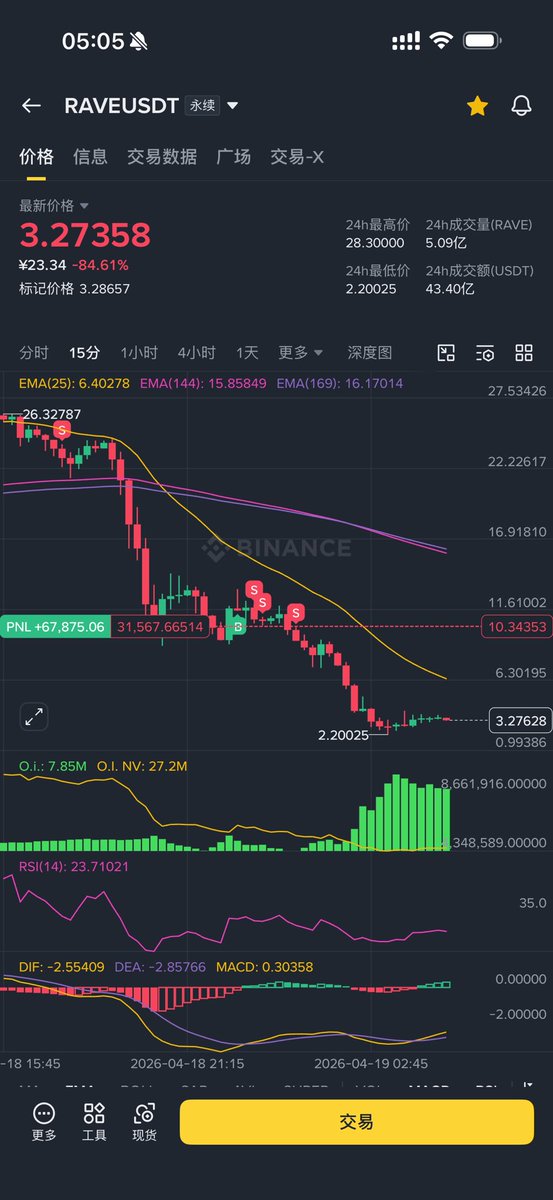 05:05
RAVEUSDT 永续
价格 信息 交易数据 广场 交易-X
最新价格
3.27358
¥23.34 -84.61%
标记价格 3.28657
24h最高价 24h成交量(RAVE)
28.30000 5.09亿
24h最低价 24h成交额(USDT)
2.20025 43.40亿
分时 15分 1小时 4小时 1天 更多 深度图
EMA(25): 6.40278 EMA(144): 15.85849 EMA(169): 16.17014
27.53426
26.32787
S
22.22617
16.91810
BINANCE
S
S
11.61002
S
PNL +67,875.06 31,567.66514 B 10.34353
6.30195
3.27628
2.20025
0.99386
O.i.: 7.85M O.I. NV: 27.2M
8,661,916.00000
,348,589.00000
RSI(14): 23.71021
35.0
DIF: -2.55409 DEA: -2.85766 MACD: 0.30358
0.00000
-2.00000
-18 15:45 2026-04-18 21:15 2026-04-19 02:45
更多 工具 现货 交易